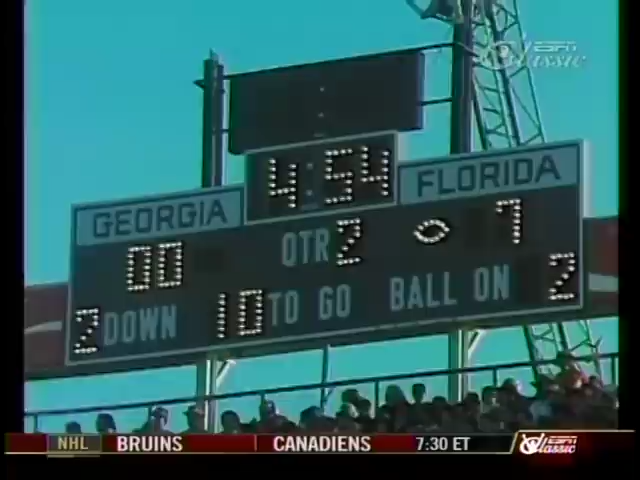 ESPN
Classic
4:54
GEORGIA
FLORIDA
00
QTR 2
7
2 DOWN 10 TO GO BALL ON 2
NHL BRUINS CANADIENS 7:30 ET ESPN Classic